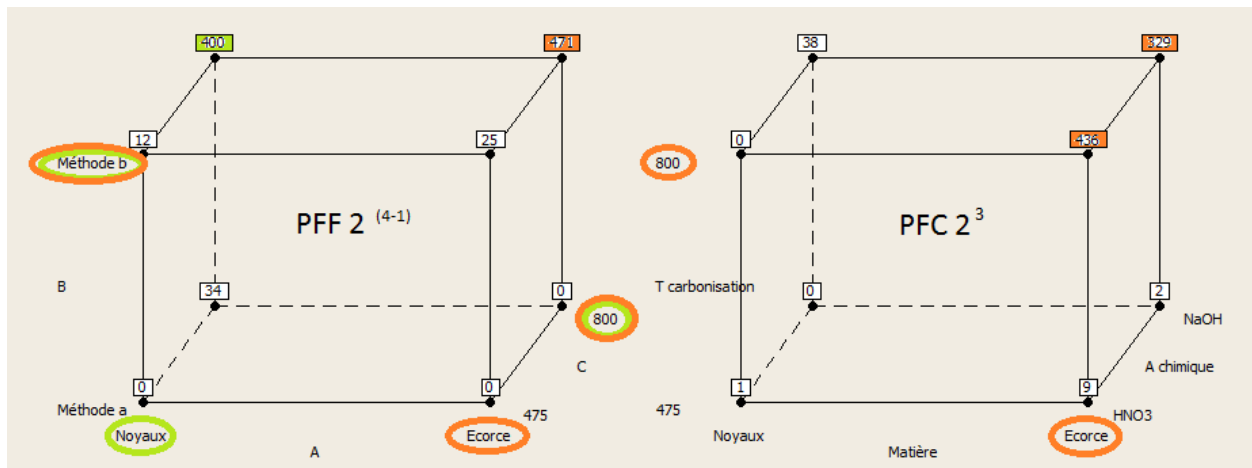 400
471
38
329
12
25
0
436
Méthode b
800
PFF 2 (4-1)
PFC 2 3
B
34
0
T carbonisation
0
2
800
NaOH
C
A chimique
0
0
1
9
Méthode a
475
475
HNO3
Noyaux
Ecorce
Noyaux
Ecorce
A
Matière